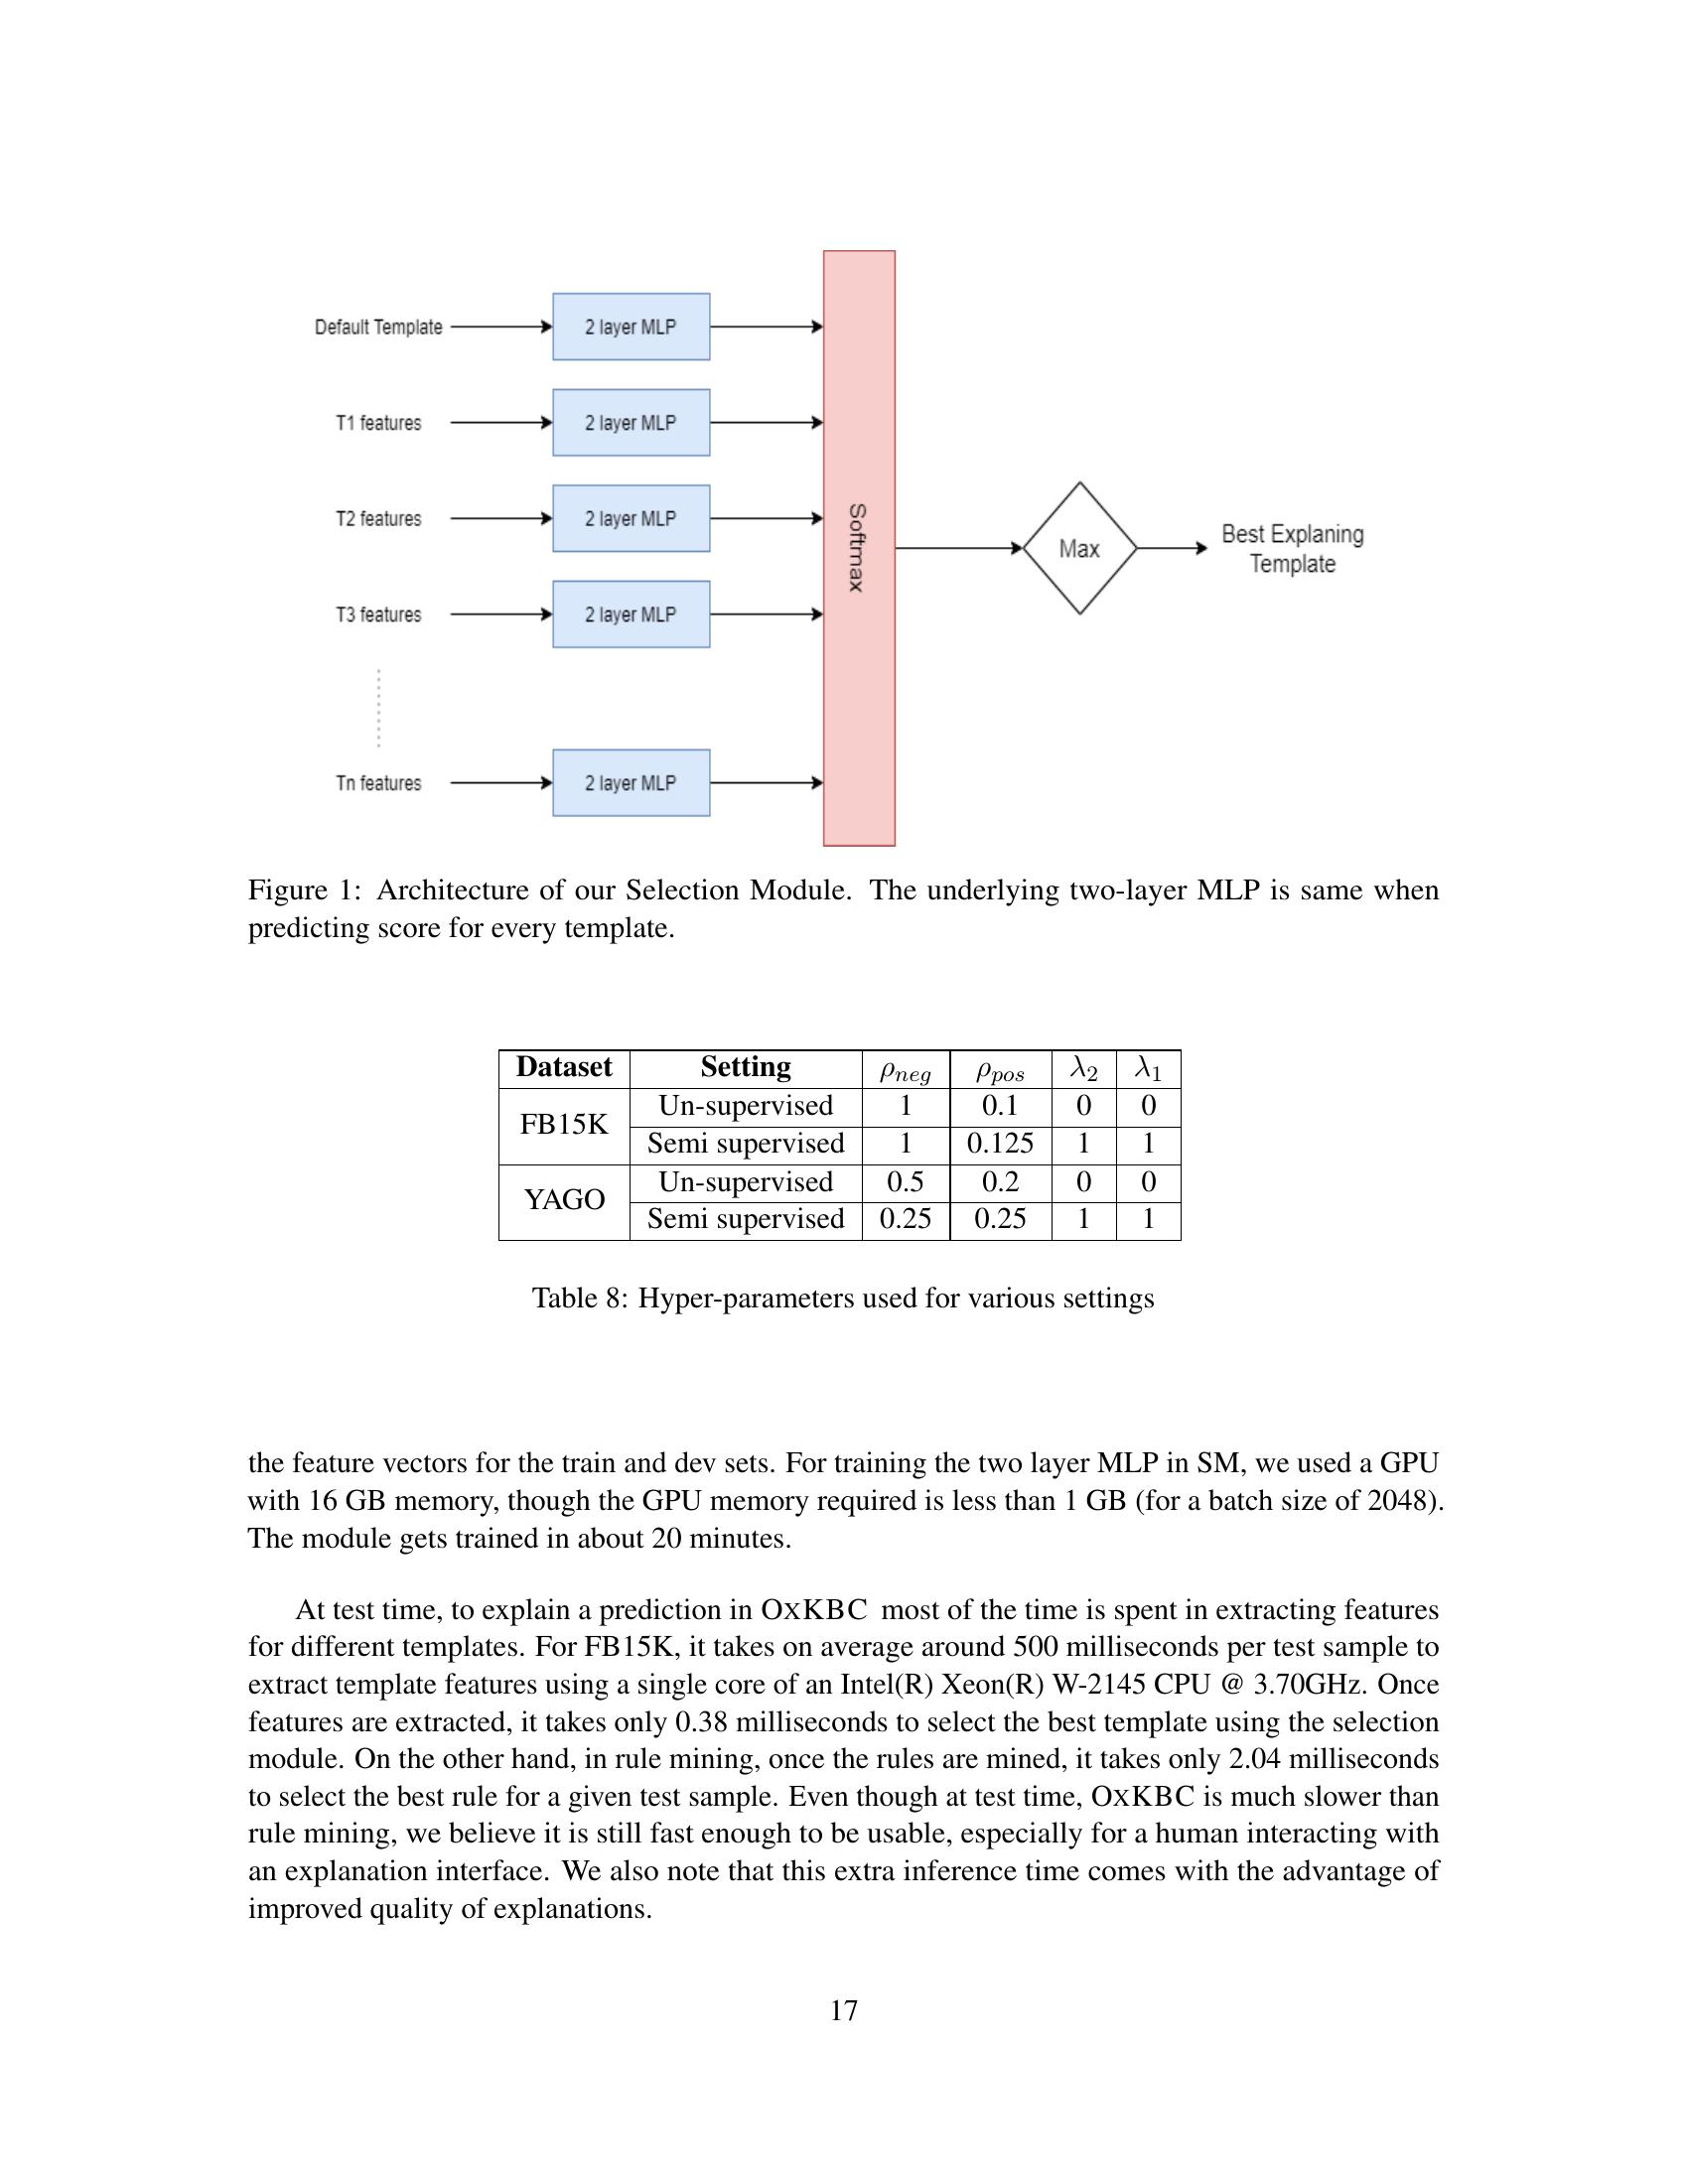 Default Template
2 layer MLP
T1 features
2 layer MLP
T2 features
2 layer MLP
T3 features
2 layer MLP
Tn features
2 layer MLP
Softmax
Max
Best Explaning
Template
Figure 1: Architecture of our Selection Module. The underlying two-layer MLP is same when
predicting score for every template.
Dataset Setting ρneg ρpos λ2 λ1
FB15K Un-supervised 1 0.1 0 0
Semi supervised 1 0.125 1 1
YAGO Un-supervised 0.5 0.2 0 0
Semi supervised 0.25 0.25 1 1
Table 8: Hyper-parameters used for various settings
the feature vectors for the train and dev sets. For training the two layer MLP in SM, we used a GPU
with 16 GB memory, though the GPU memory required is less than 1 GB (for a batch size of 2048).
The module gets trained in about 20 minutes.
At test time, to explain a prediction in OxKBC most of the time is spent in extracting features
for different templates. For FB15K, it takes on average around 500 milliseconds per test sample to
extract template features using a single core of an Intel(R) Xeon(R) W-2145 CPU @ 3.70GHz. Once
features are extracted, it takes only 0.38 milliseconds to select the best template using the selection
module. On the other hand, in rule mining, once the rules are mined, it takes only 2.04 milliseconds
to select the best rule for a given test sample. Even though at test time, OxKBC is much slower than
rule mining, we believe it is still fast enough to be usable, especially for a human interacting with
an explanation interface. We also note that this extra inference time comes with the advantage of
improved quality of explanations.
17